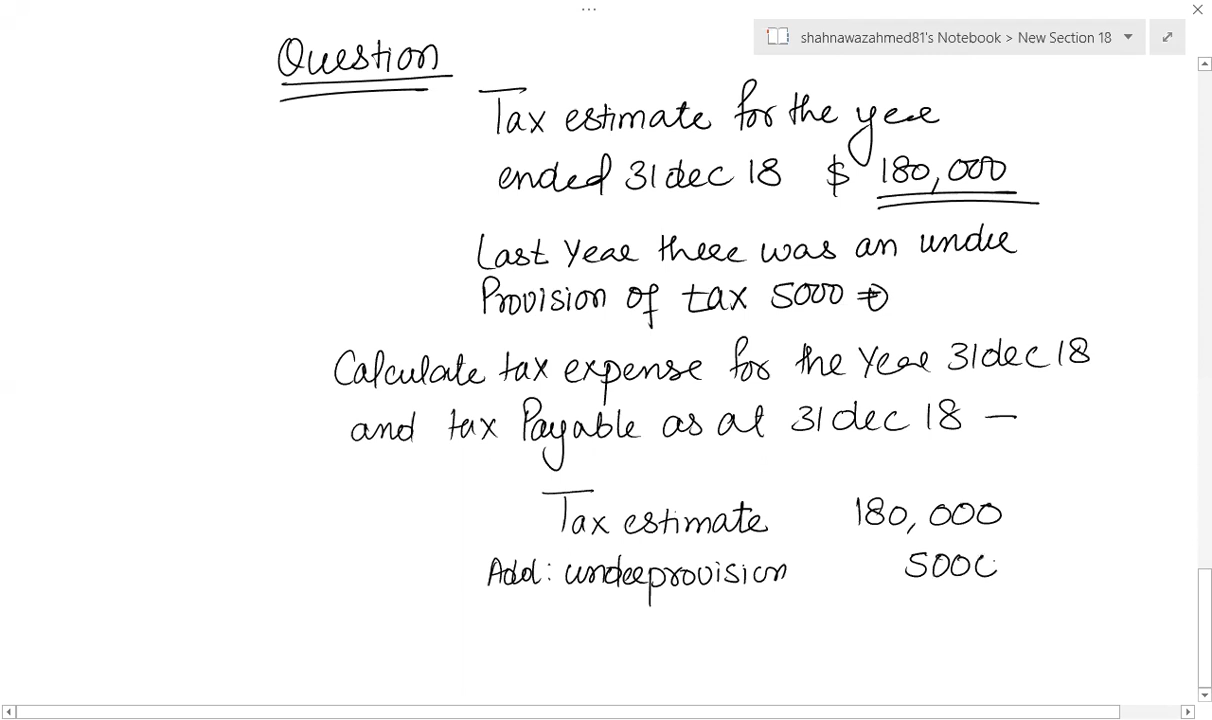 shahnawazahmed81's Notebook > New Section 18
Question
Tax estimate for the year
ended 31 dec 18 $ 180,000
Last Year there was an under
Provision of tax 5000
Calculate tax expense for the Year 31 dec 18
and tax Payable as at 31 dec 18 —
Tax estimate 180,000
Add: underprovision 5000